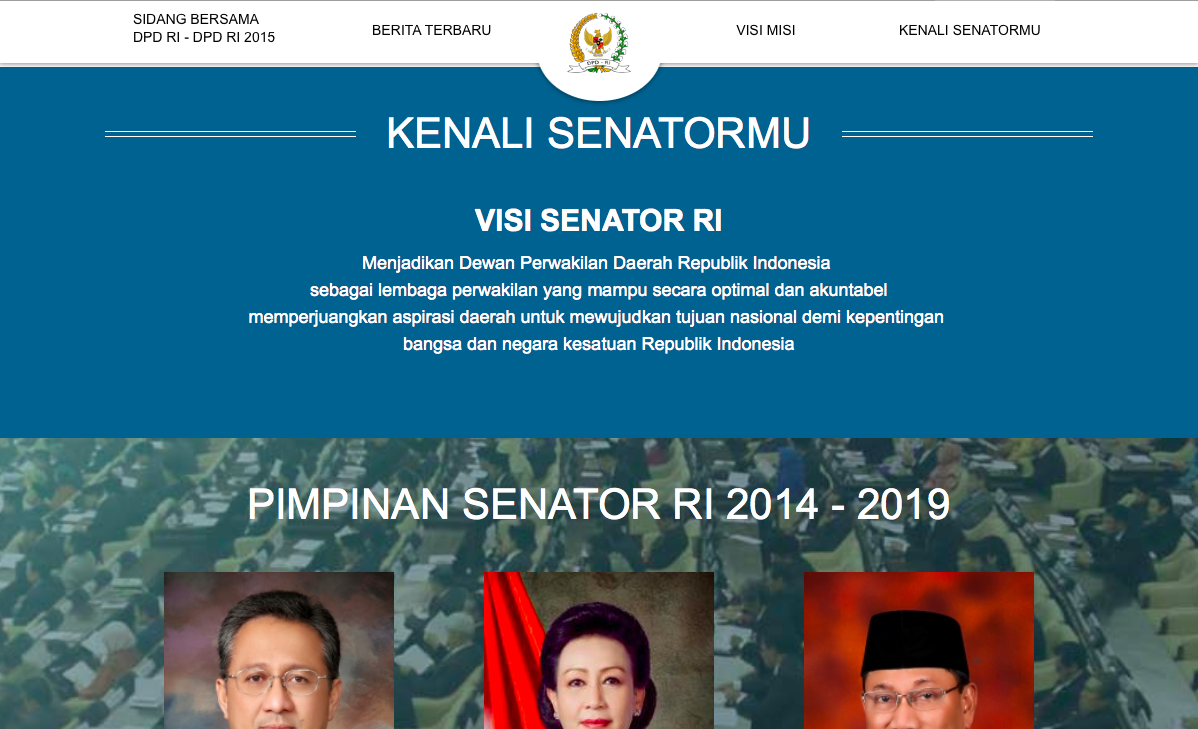 SIDANG BERSAMA
DPD RI - DPD RI 2015
BERITA TERBARU
DPD - RI
VISI MISI
KENALI SENATORMU
KENALI SENATORMU
VISI SENATOR RI
Menjadikan Dewan Perwakilan Daerah Republik Indonesia
sebagai lembaga perwakilan yang mampu secara optimal dan akuntabel
memperjuangkan aspirasi daerah untuk mewujudkan tujuan nasional demi kepentingan
bangsa dan negara kesatuan Republik Indonesia
PIMPINAN SENATOR RI 2014 - 2019